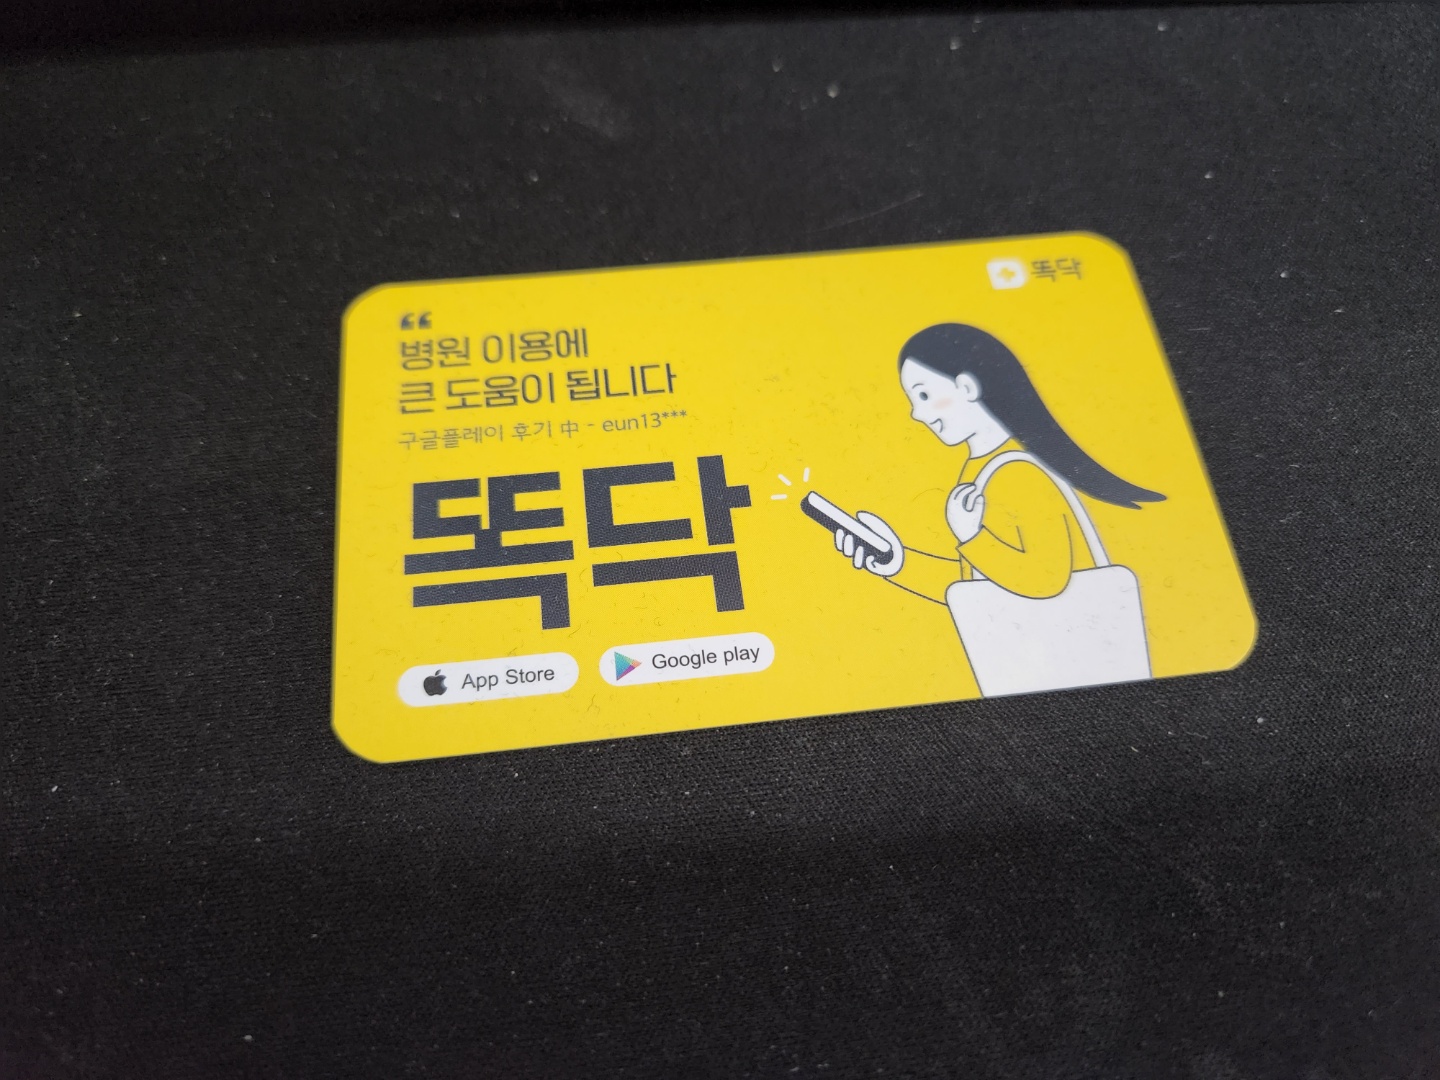 똑닥
“
병원 이용에
큰 도움이 됩니다
구글플레이 후기 中 - eun13***
똑닥
App Store
Google play